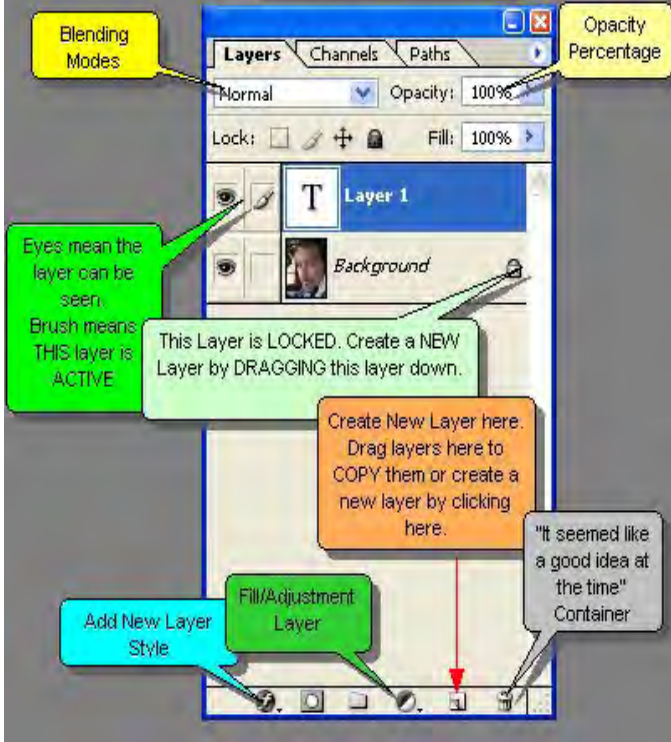 Blending
Modes
Opacity
Percentage
Layers Channels Paths
Normal Opacity: 100%
Lock: Fill: 100%
T Layer 1
Eyes mean the
layer can be
seen.
Brush means
THIS layer is
ACTIVE
Background
This Layer is LOCKED. Create a NEW
Layer by DRAGGING this layer down.
Create New Layer here.
Drag layers here to
COPY them or create a
new layer by clicking
here.
"It seemed like
a good idea at
the time"
Container
Fill/Adjustment
Layer
Add New Layer
Style